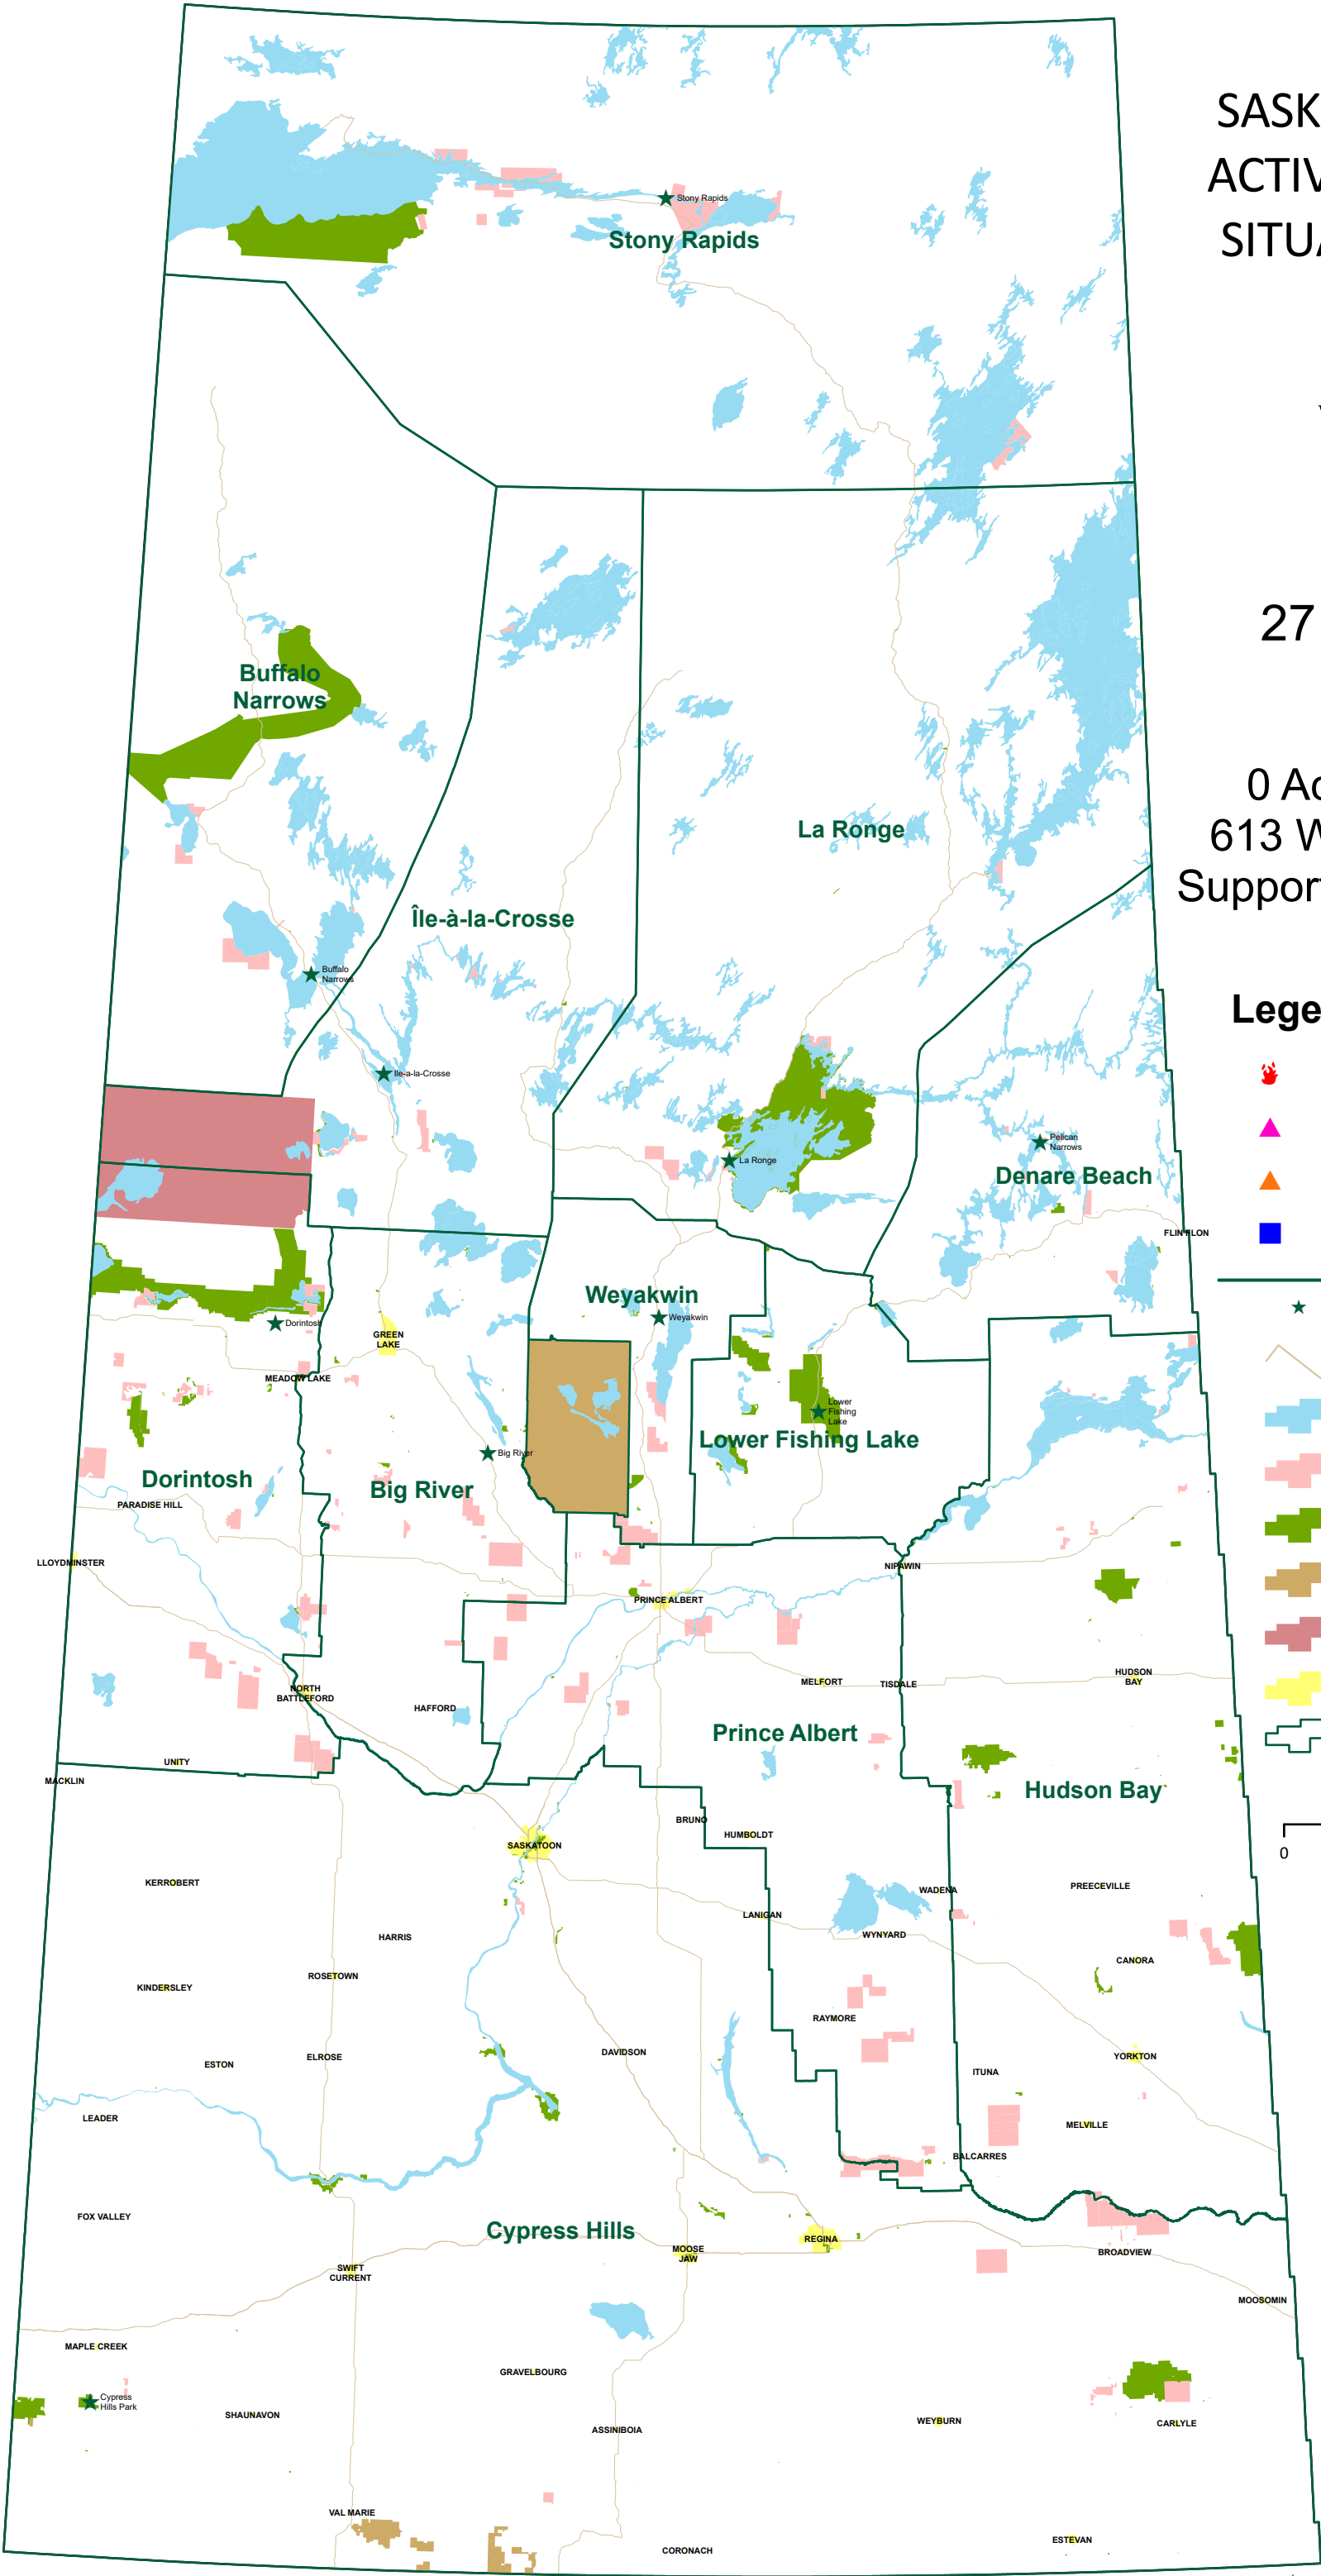 SASK
ACTIV
SITUA
27
0 Ac
613 W
Support
Lege
0
Stony Rapids
Stony Rapids
Buffalo
Narrows
La Ronge
Île-à-la-Crosse
Buffalo
Narrows
Ile-a-la-Crosse
Pelican
Narrows
La Ronge
Denare Beach
FLIN FLON
Weyakwin
Weyakwin
Dorintosh
GREEN
LAKE
MEADOW LAKE
Lower
Fishing
Lake
Lower Fishing Lake
Big River
Dorintosh
Big River
PARADISE HILL
LLOYDMINSTER
NIPAWIN
PRINCE ALBERT
MELFORT
TISDALE
HUDSON
BAY
NORTH
BATTLEFORD
HAFFORD
Prince Albert
UNITY
MACKLIN
Hudson Bay
BRUNO
HUMBOLDT
SASKATOON
KERROBERT
PREECEVILLE
WADENA
LANIGAN
WYNYARD
HARRIS
CANORA
ROSETOWN
KINDERSLEY
RAYMORE
DAVIDSON
YORKTON
ELROSE
ESTON
ITUNA
LEADER
MELVILLE
BALCARRES
FOX VALLEY
Cypress Hills
REGINA
MOOSE
JAW
BROADVIEW
SWIFT
CURRENT
MOOSOMIN
MAPLE CREEK
GRAVELBOURG
Cypress
Hills Park
SHAUNAVON
ASSINIBOIA
WEYBURN
CARLYLE
VAL MARIE
ESTEVAN
CORONACH